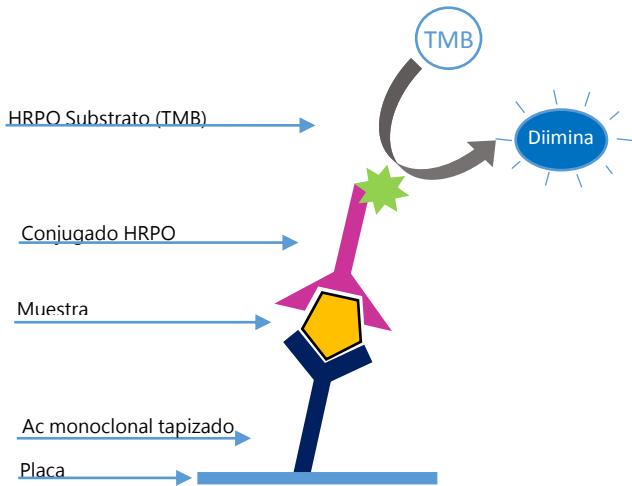 TMB
HRPO Substrato (TMB)
Diimina
Conjugado HRPO
Muestra
Ac monoclonal tapizado
Placa